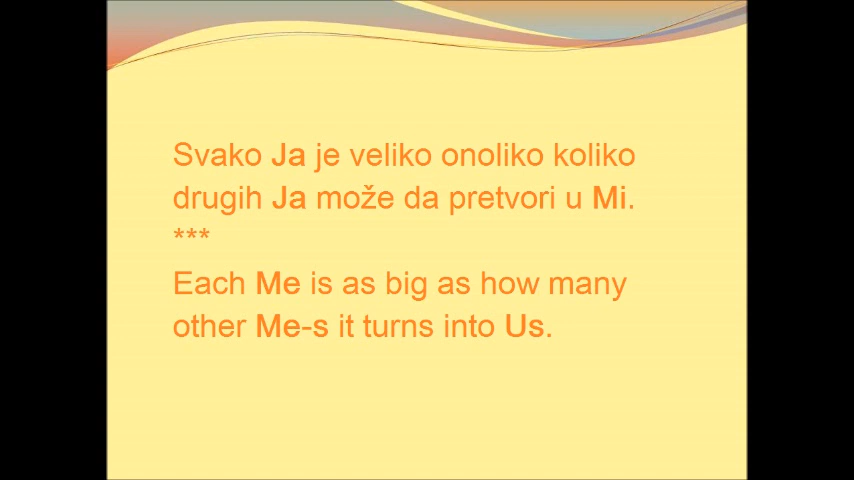 Svako Ja je veliko onoliko koliko
drugih Ja može da pretvori u Mi.
***
Each Me is as big as how many
other Me-s it turns into Us.